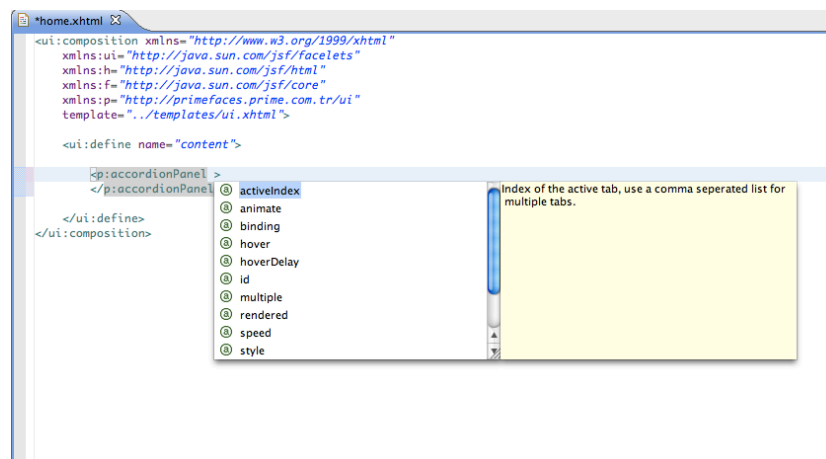 *home.xhtml
<ui:composition xmlns="http://www.w3.org/1999/xhtml"
xmlns:ui="http://java.sun.com/jsf/facelets"
xmlns:h="http://java.sun.com/jsf/html"
xmlns:f="http://java.sun.com/jsf/core"
xmlns:p="http://primefaces.prime.com.tr/ui"
template="../templates/ui.xhtml">
<ui:define name="content">
<p:accordionPanel >
</p:accordionPanel
@ activeIndex
@ animate
@ binding
@ hover
@ hoverDelay
@ id
@ multiple
@ rendered
@ speed
@ style
Index of the active tab, use a comma seperated list for
multiple tabs.
</ui:define>
</ui:composition>